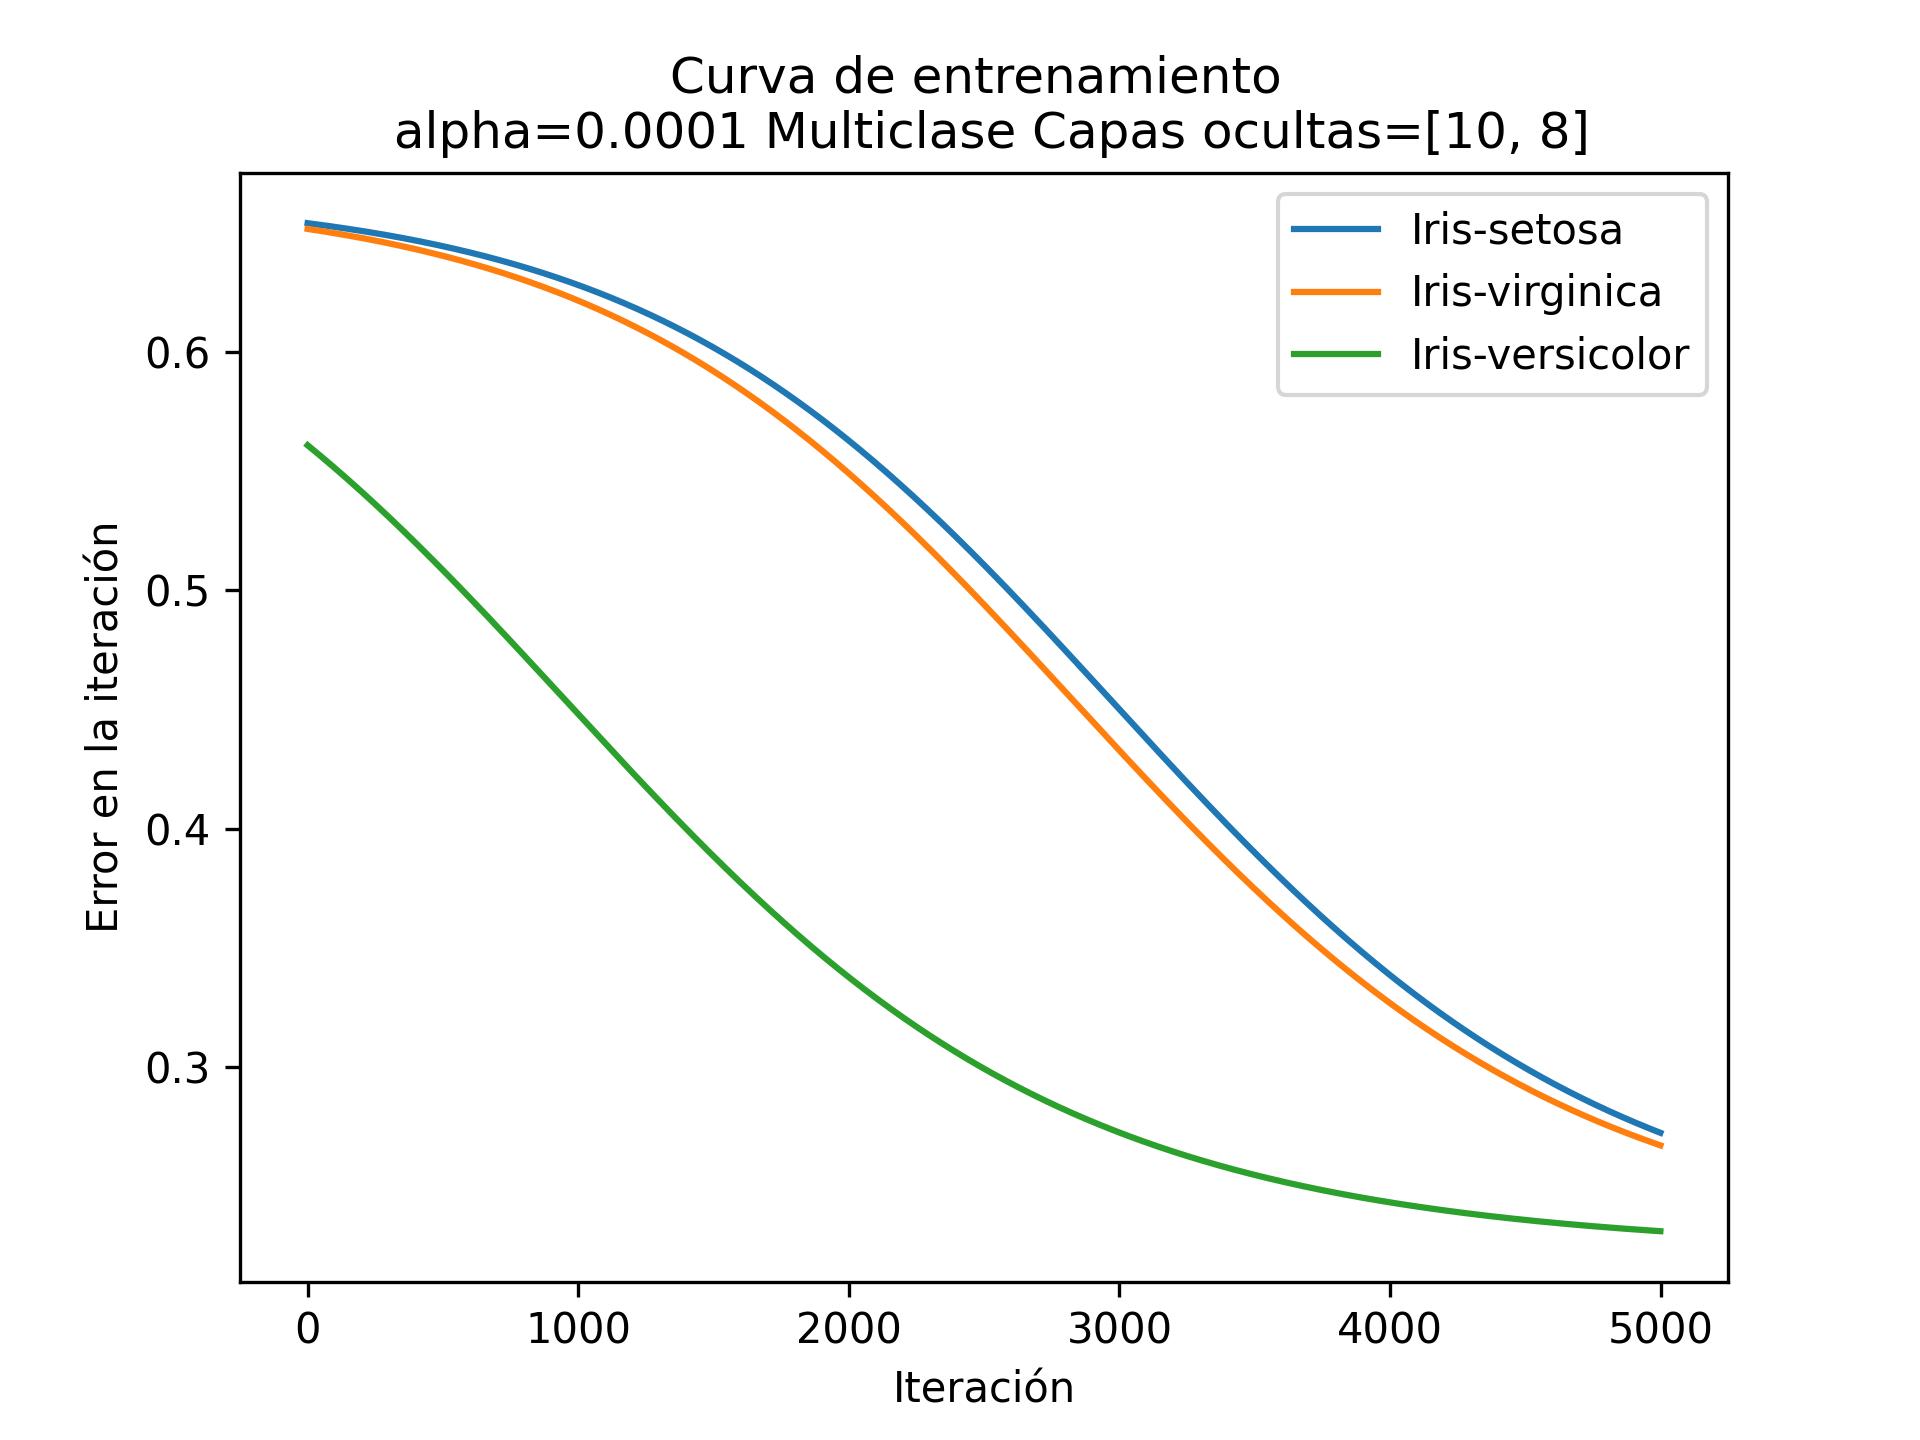 Curva de entrenamiento
alpha=0.0001 Multiclase Capas ocultas=[10, 8]
Iris-setosa
Iris-virginica
Iris-versicolor
Error en la iteración
0.6
0.5
0.4
0.3
0 1000 2000 3000 4000 5000
Iteración